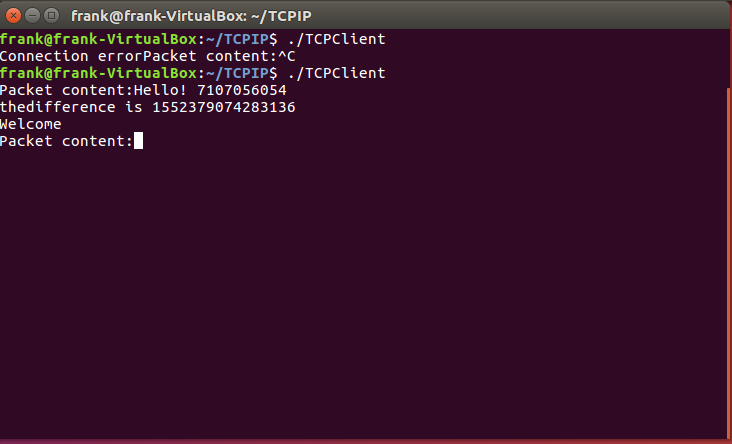 frank@frank-VirtualBox: ~/TCPIP
frank@frank-VirtualBox:~/TCPIP$ ./TCPClient
Connection errorPacket content:^C
frank@frank-VirtualBox:~/TCPIP$ ./TCPClient
Packet content:Hello! 7107056054
thedifference is 1552379074283136
Welcome
Packet content: